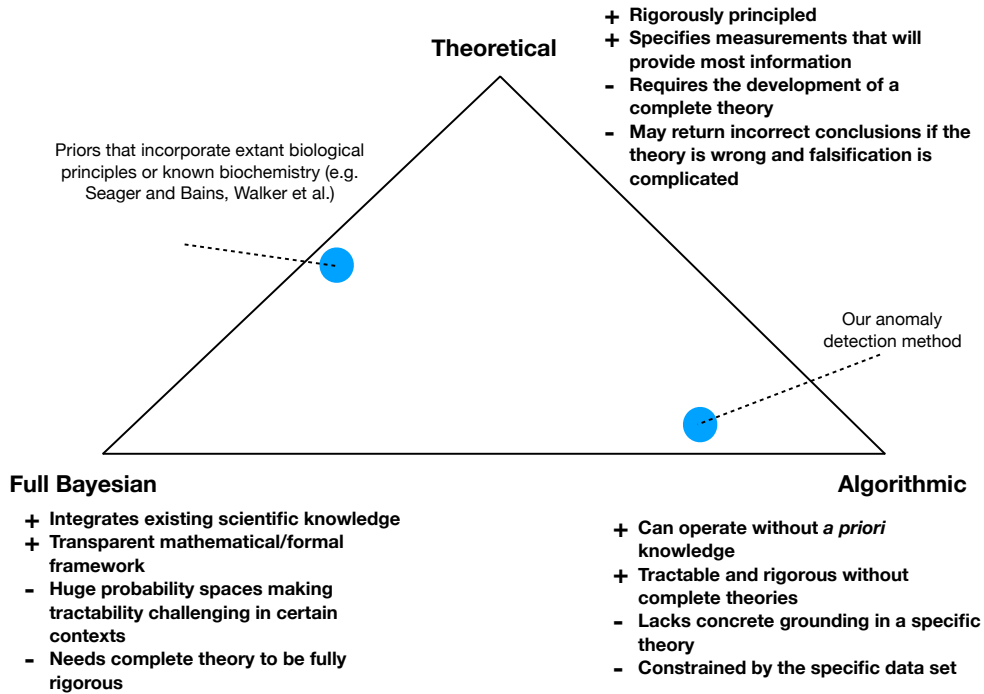 Theoretical
+ Rigorously principled
+ Specifies measurements that will
provide most information
- Requires the development of a
complete theory
- May return incorrect conclusions if the
theory is wrong and falsification is
complicated
Priors that incorporate extant biological
principles or known biochemistry (e.g.
Seager and Bains, Walker et al.)
Our anomaly
detection method
Full Bayesian
+ Integrates existing scientific knowledge
+ Transparent mathematical/formal
framework
- Huge probability spaces making
tractability challenging in certain
contexts
- Needs complete theory to be fully
rigorous
Algorithmic
+ Can operate without a priori
knowledge
+ Tractable and rigorous without
complete theories
- Lacks concrete grounding in a specific
theory
- Constrained by the specific data set